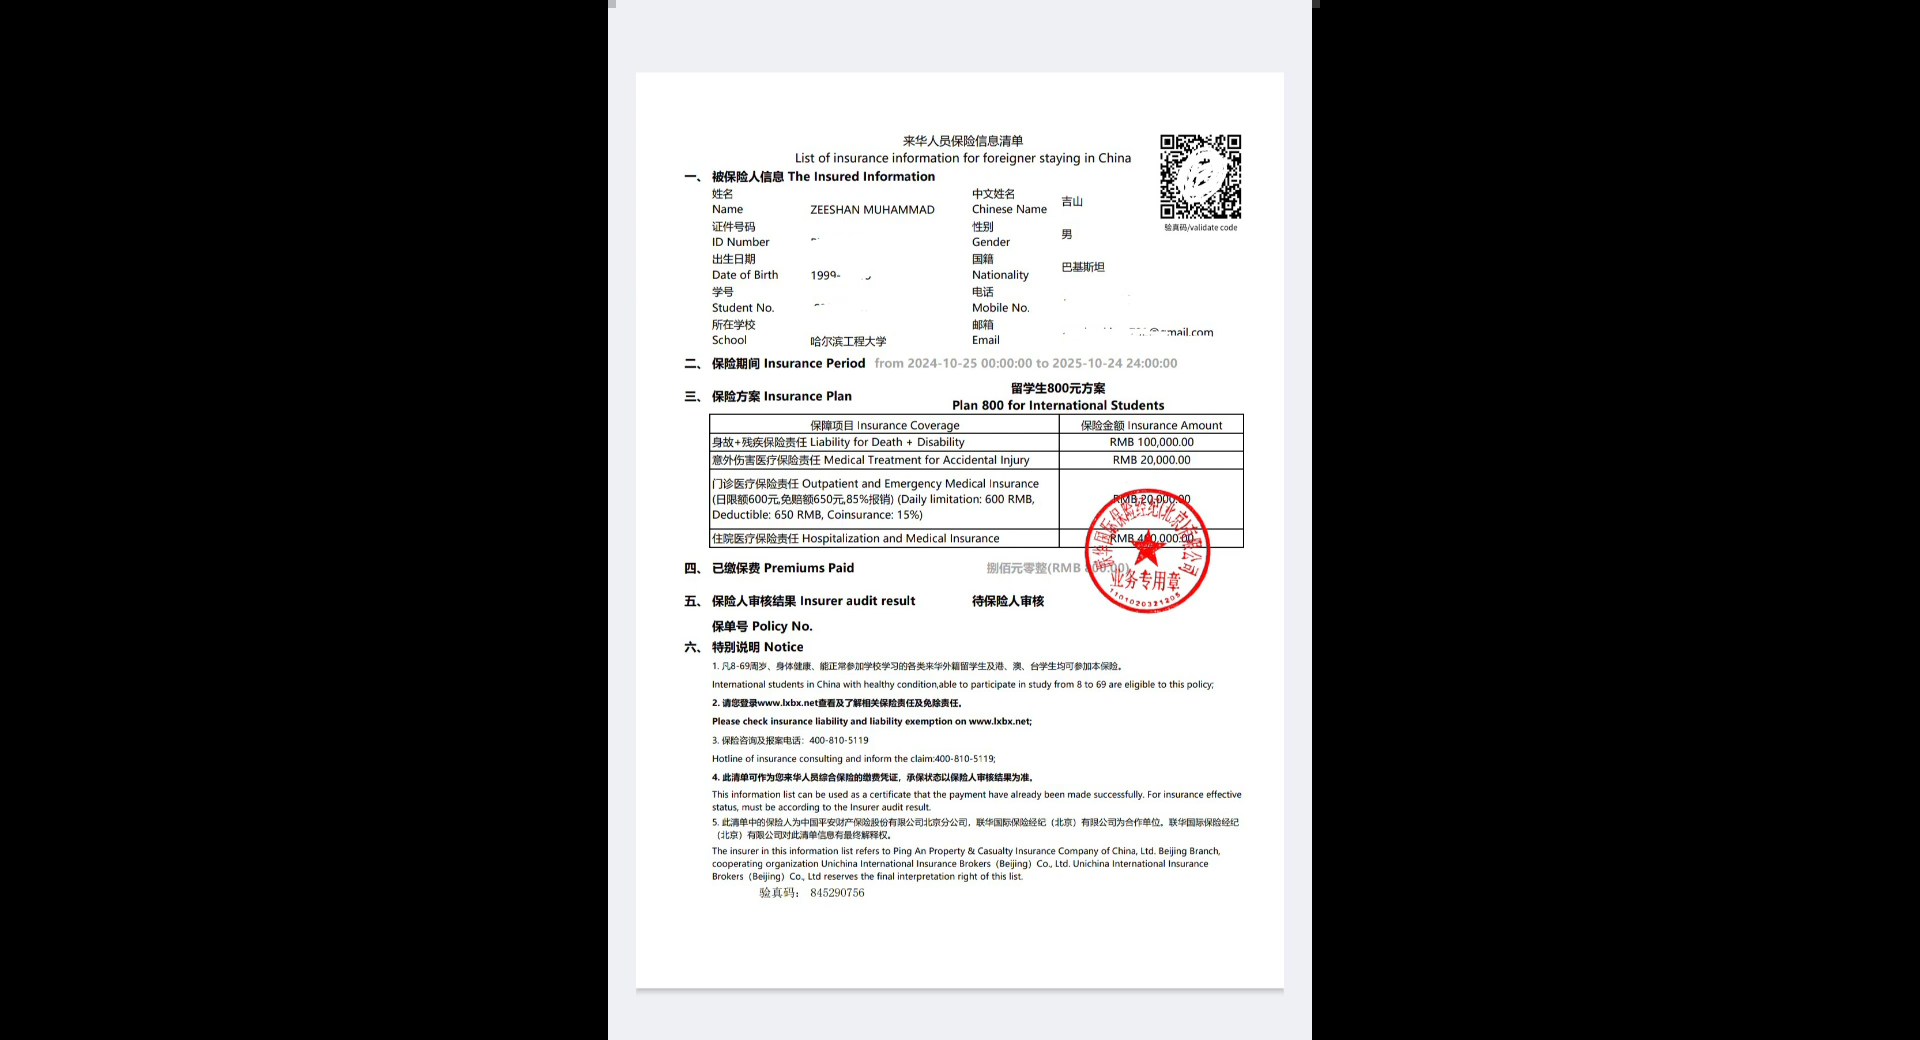 来华人员保险信息清单
List of insurance information for foreigner staying in China
验真码/validate code
一、 被保险人信息 The Insured Information
姓名 中文姓名
Name ZEESHAN MUHAMMAD Chinese Name 吉山
证件号码 性别
ID Number Gender 男
出生日期 国籍
Date of Birth 1999- Nationality 巴基斯坦
学号 电话
Student No. Mobile No.
所在学校 邮箱
School 哈尔滨工程大学 Email @gmail.com
二、 保险期间 Insurance Period from 2024-10-25 00:00:00 to 2025-10-24 24:00:00
三、 保险方案 Insurance Plan 留学生800元方案
Plan 800 for International Students
保障项目 Insurance Coverage 保险金额 Insurance Amount
身故+残疾保险责任 Liability for Death + Disability RMB 100,000.00
意外伤害医疗保险责任 Medical Treatment for Accidental Injury RMB 20,000.00
门诊医疗保险责任 Outpatient and Emergency Medical Insurance
(日限额600元,免赔额650元,85%报销) (Daily limitation: 600 RMB, RMB 20,000.00
Deductible: 650 RMB, Coinsurance: 15%)
住院医疗保险责任 Hospitalization and Medical Insurance RMB 400,000.00
联华国际保险经纪(北京)有限公司
业务专用章
1101020321205
四、 已缴保费 Premiums Paid 捌佰元零整(RMB 800.00)
五、 保险人审核结果 Insurer audit result 待保险人审核
保单号 Policy No.
六、 特别说明 Notice
1. 凡8-69周岁、身体健康、能正常参加学校学习的各类来华外籍留学生及港、澳、台学生均可参加本保险。
International students in China with healthy condition,able to participate in study from 8 to 69 are eligible to this policy;
2. 请您登录www.lxbx.net查看及了解相关保险责任及免除责任。
Please check insurance liability and liability exemption on www.lxbx.net;
3. 保险咨询及报案电话：400-810-5119
Hotline of insurance consulting and inform the claim:400-810-5119;
4. 此清单可作为您来华人员综合保险的缴费凭证，承保状态以保险人审核结果为准。
This information list can be used as a certificate that the payment have already been made successfully. For insurance effective
status, must be according to the Insurer audit result.
5. 此清单中的保险人为中国平安财产保险股份有限公司北京分公司，联华国际保险经纪（北京）有限公司为合作单位。联华国际保险经纪
（北京）有限公司对此清单信息有最终解释权。
The insurer in this information list refers to Ping An Property & Casualty Insurance Company of China, Ltd. Beijing Branch,
cooperating organization Unichina International Insurance Brokers（Beijing）Co., Ltd. Unichina International Insurance
Brokers（Beijing）Co., Ltd reserves the final interpretation right of this list.
验真码： 845290756